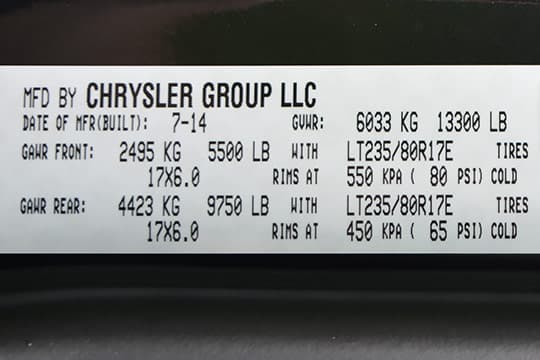 MFD BY CHRYSLER GROUP LLC
DATE OF MFR(BUILT): 7-14 GVWR: 6033 KG 13300 LB
GAWR FRONT: 2495 KG 5500 LB WITH LT235/80R17E TIRES
17X6.0 RIMS AT 550 KPA ( 80 PSI) COLD
GAWR REAR: 4423 KG 9750 LB WITH LT235/80R17E TIRES
17X6.0 RIMS AT 450 KPA ( 65 PSI) COLD